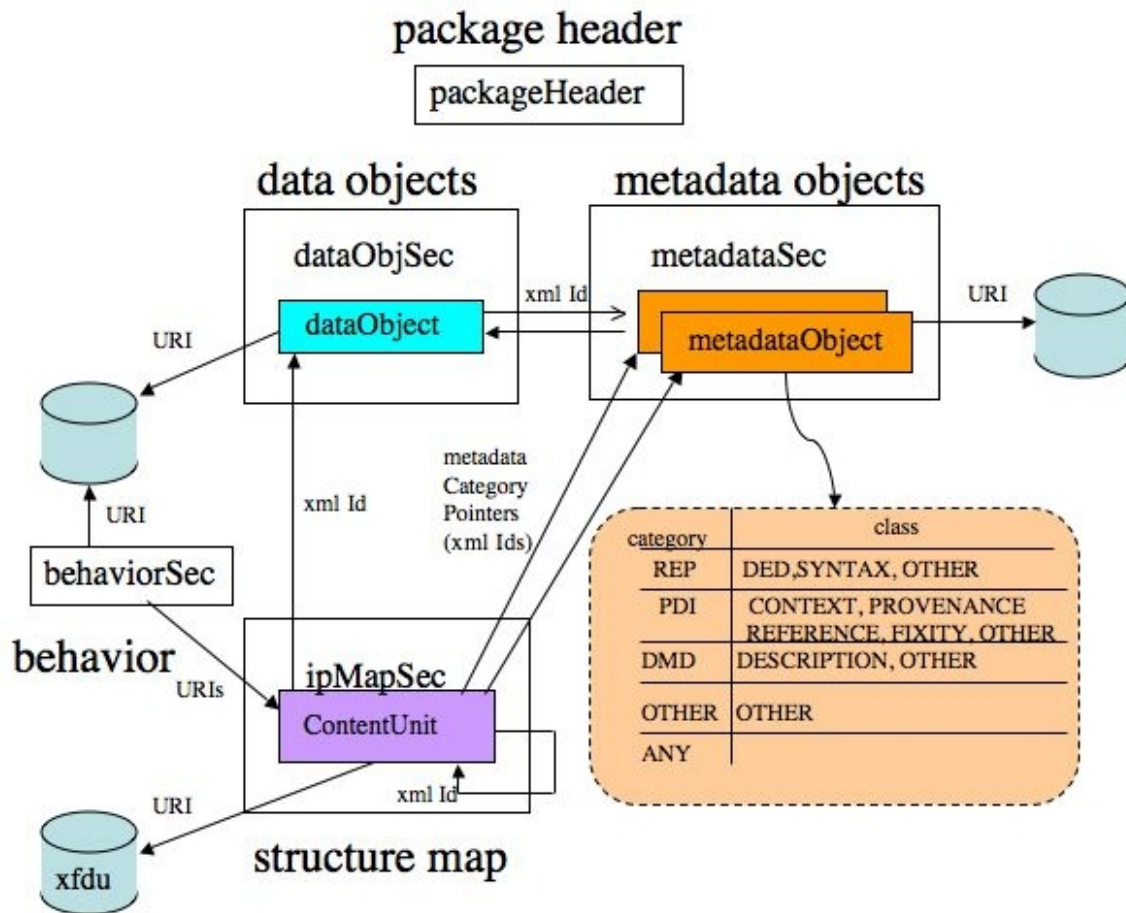 package header
packageHeader
data objects
metadata objects
dataObjSec
metadataSec
xml Id
URI
dataObject
metadataObject
URI
metadata
Category
Pointers
(xml Ids)
xml Id
URI
behaviorSec
behavior
URIs
ipMapSec
ContentUnit
xml Id
URI
xfdu
structure map
category class
REP DED,SYNTAX, OTHER
PDI CONTEXT, PROVENANCE
REFERENCE, FIXITY, OTHER
DMD DESCRIPTION, OTHER
OTHER OTHER
ANY